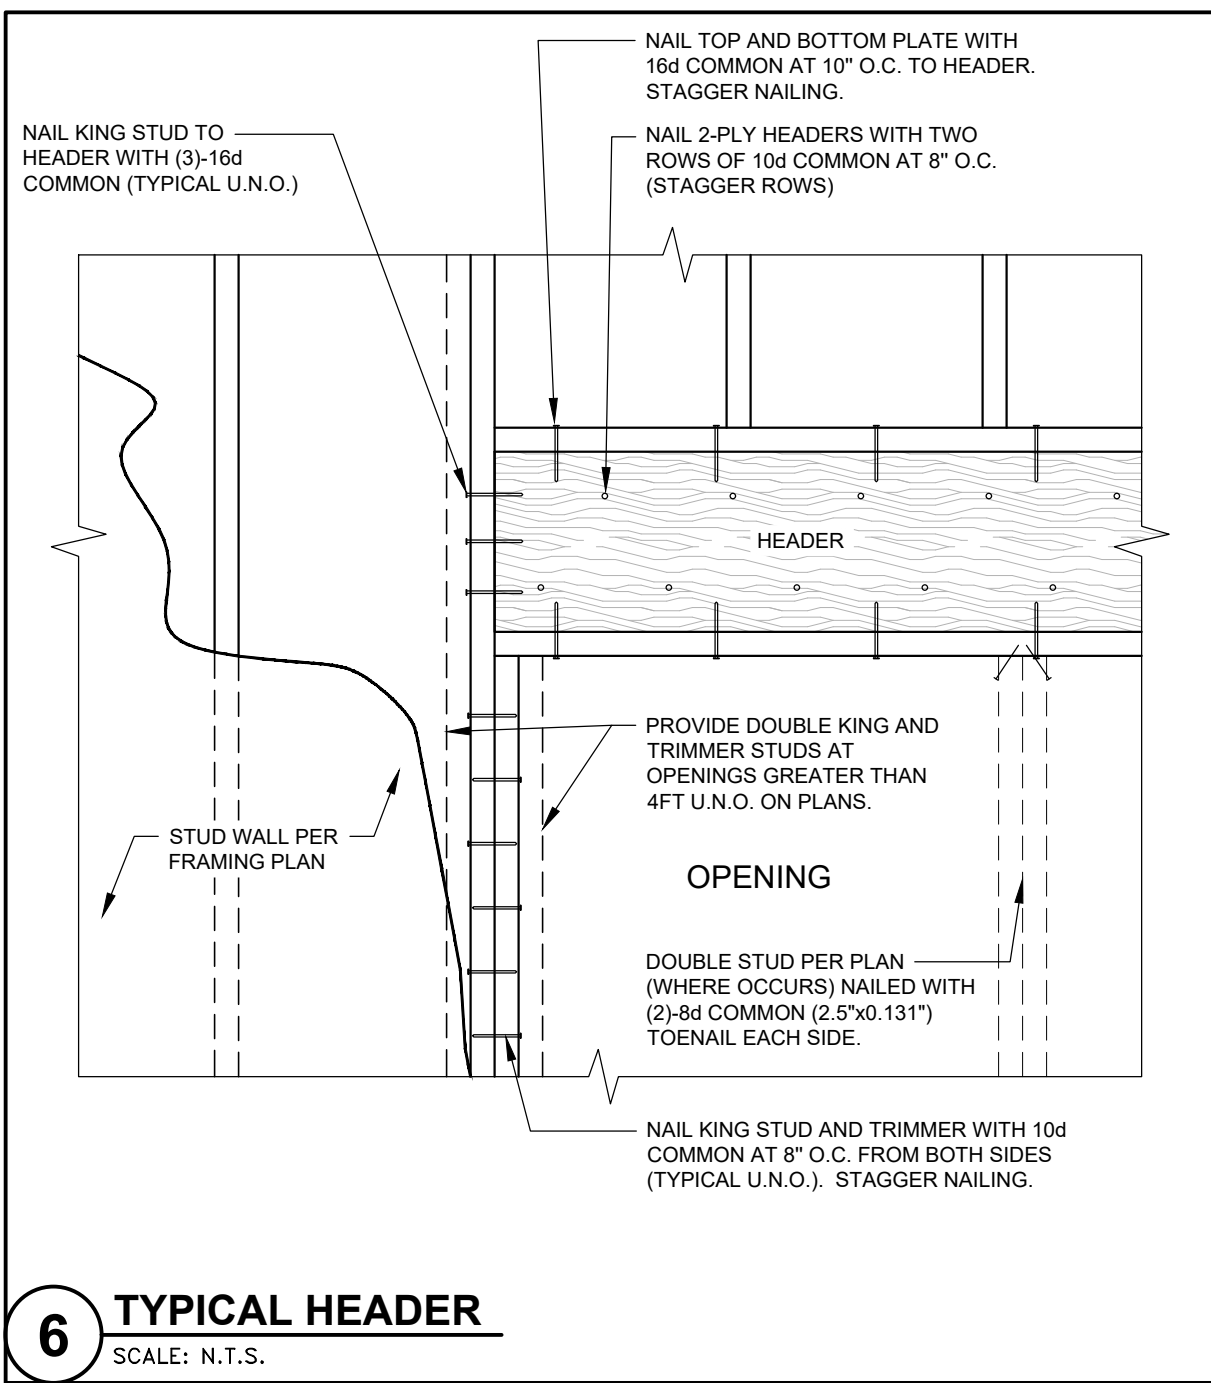 NAIL TOP AND BOTTOM PLATE WITH
16d COMMON AT 10" O.C. TO HEADER.
STAGGER NAILING.
NAIL KING STUD TO
HEADER WITH (3)-16d
COMMON (TYPICAL U.N.O.)
NAIL 2-PLY HEADERS WITH TWO
ROWS OF 10d COMMON AT 8" O.C.
(STAGGER ROWS)
HEADER
PROVIDE DOUBLE KING AND
TRIMMER STUDS AT
OPENINGS GREATER THAN
4FT U.N.O. ON PLANS.
STUD WALL PER
FRAMING PLAN
OPENING
DOUBLE STUD PER PLAN
(WHERE OCCURS) NAILED WITH
(2)-8d COMMON (2.5"x0.131")
TOENAIL EACH SIDE.
NAIL KING STUD AND TRIMMER WITH 10d
COMMON AT 8" O.C. FROM BOTH SIDES
(TYPICAL U.N.O.). STAGGER NAILING.
6 TYPICAL HEADER
SCALE: N.T.S.